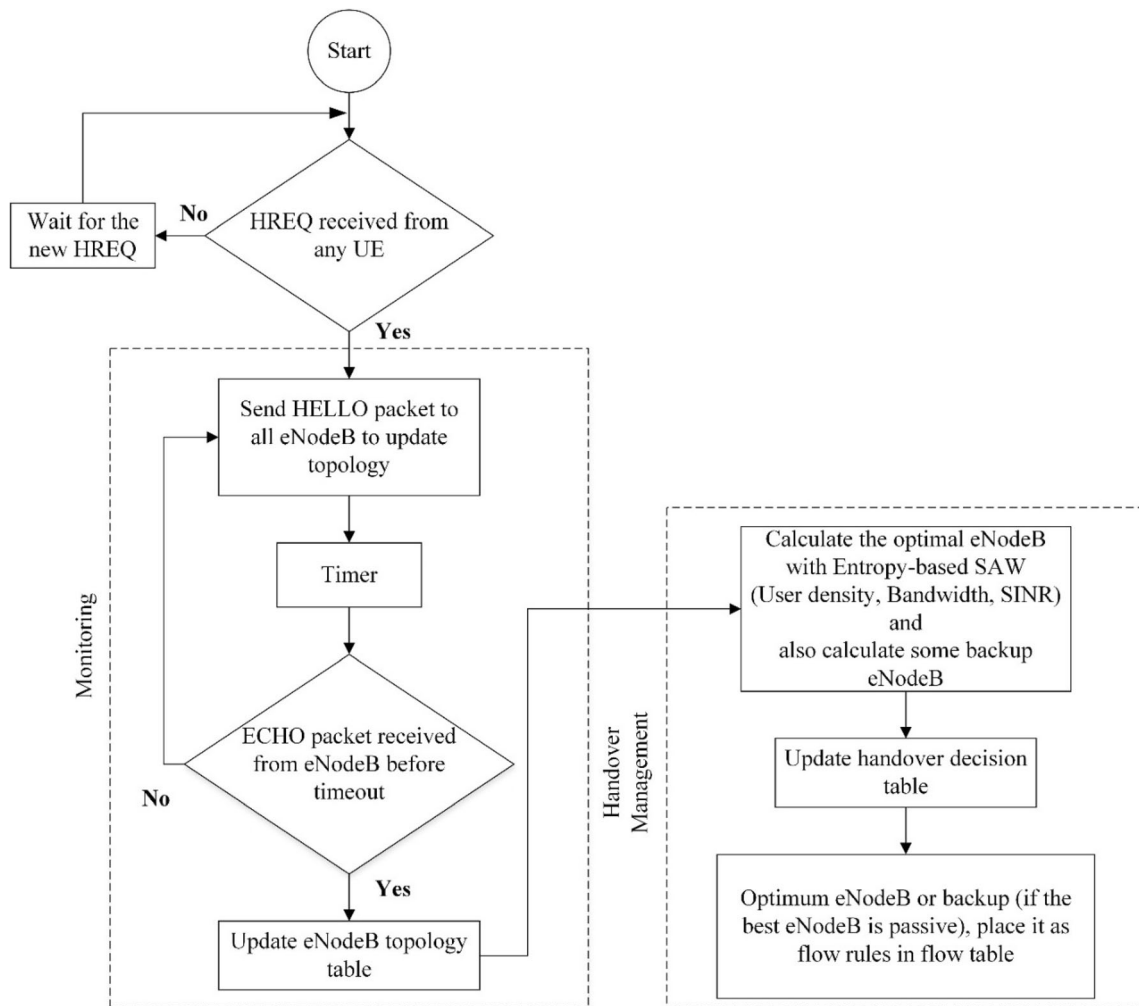 Start
No
Wait for the
new HREQ
HREQ received from
any UE
Yes
Monitoring
Send HELLO packet to
all eNodeB to update
topology
Timer
ECHO packet received
from eNodeB before
timeout
No
Yes
Update eNodeB topology
table
Handover
Management
Calculate the optimal eNodeB
with Entropy-based SAW
(User density, Bandwidth, SINR)
and
also calculate some backup
eNodeB
Update handover decision
table
Optimum eNodeB or backup (if the
best eNodeB is passive), place it as
flow rules in flow table